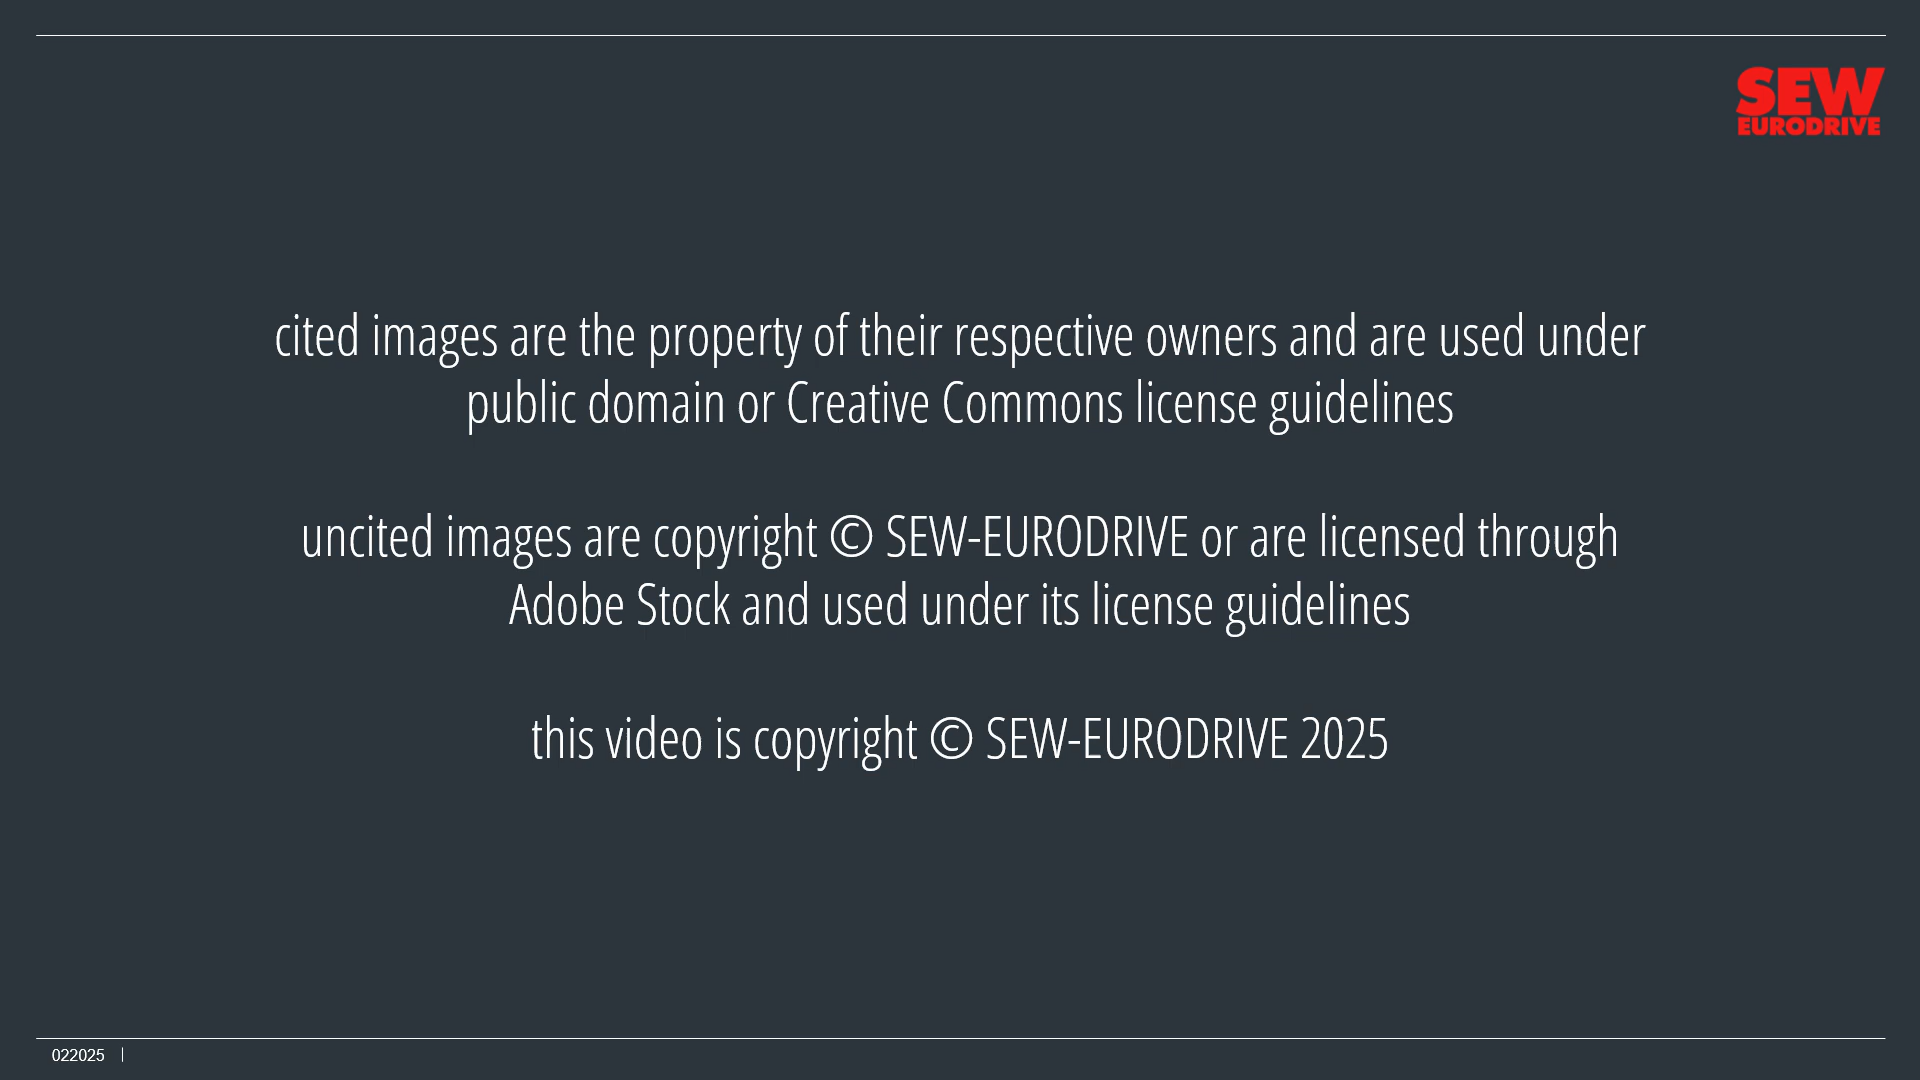 SEW
EURODRIVE
cited images are the property of their respective owners and are used under
public domain or Creative Commons license guidelines
uncited images are copyright © SEW-EURODRIVE or are licensed through
Adobe Stock and used under its license guidelines
this video is copyright © SEW-EURODRIVE 2025
022025 |